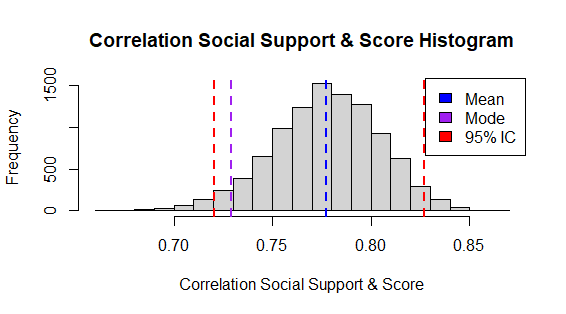 Correlation Social Support & Score Histogram
Frequency
1500
500
0
Mean
Mode
95% IC
0.70 0.75 0.80 0.85
Correlation Social Support & Score